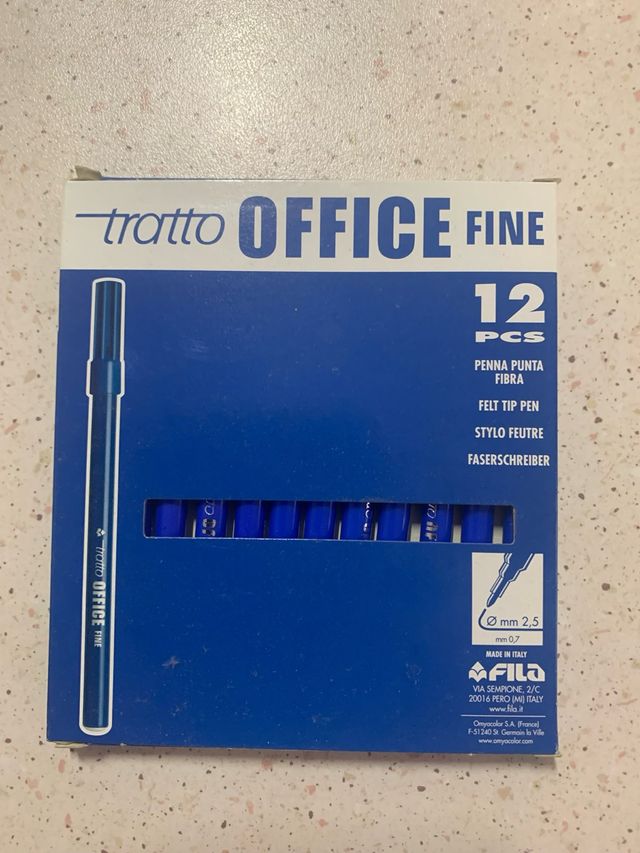 tratto OFFICE FINE
12
PCS
PENNA PUNTA
FIBRA
FELT TIP PEN
STYLO FEUTRE
FASERSCHREIBER
tratto OFFICE FINE
Ø mm 2,5
mm 0,7
MADE IN ITALY
FILA
VIA SEMPIONE, 2/C
20016 PERO (MI) ITALY
www.fila.it
Omyacolor S.A. (France)
F-51240 St. Germain la Ville
www.omyacolor.com